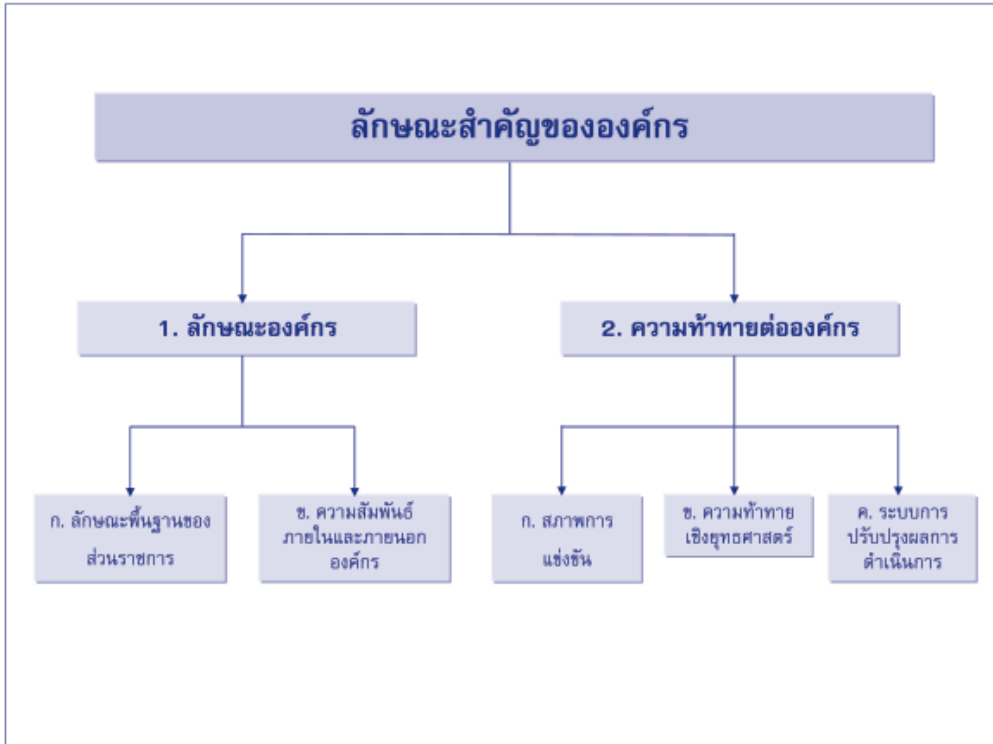 ลักษณะสำคัญขององค์กร
1. ลักษณะองค์กร
2. ความท้าทายต่อองค์กร
ก. ลักษณะพื้นฐานของ
ส่วนราชการ
ข. ความสัมพันธ์
ภายในและภายนอก
องค์กร
ก. สภาพการ
แข่งขัน
ข. ความท้าทาย
เชิงยุทธศาสตร์
ค. ระบบการ
ปรับปรุงผลการ
ดำเนินการ